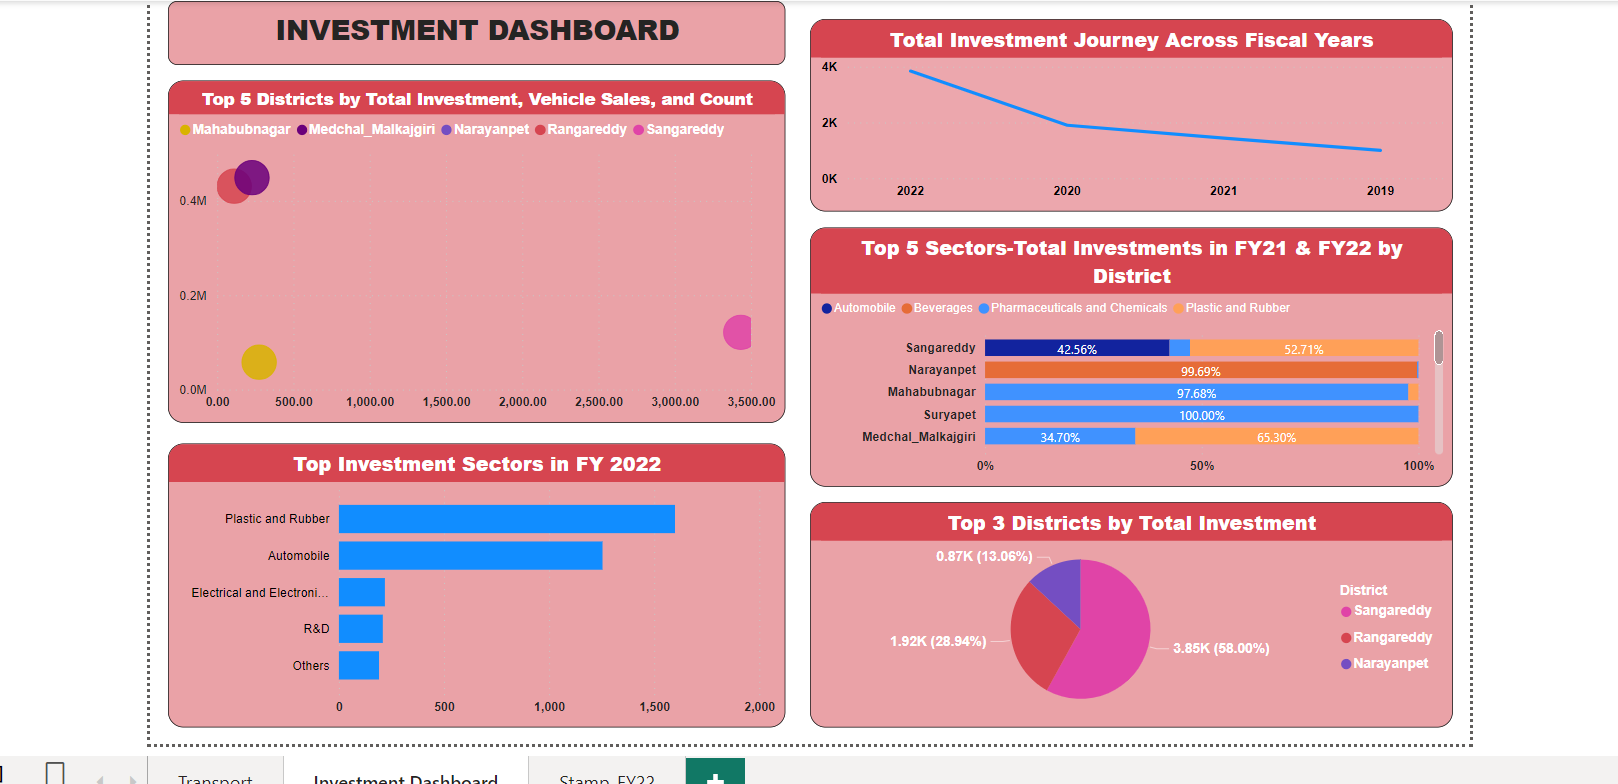 INVESTMENT DASHBOARD
Top 5 Districts by Total Investment, Vehicle Sales, and Count
Mahabubnagar Medchal_Malkajgiri Narayanpet Rangareddy Sangareddy
0.4M
0.2M
0.0M
0.00 500.00 1,000.00 1,500.00 2,000.00 2,500.00 3,000.00 3,500.00
Top Investment Sectors in FY 2022
Plastic and Rubber
Automobile
Electrical and Electroni...
R&D
Others
0 500 1,000 1,500 2,000
Total Investment Journey Across Fiscal Years
4K
2K
0K
2022 2020 2021 2019
Top 5 Sectors-Total Investments in FY21 & FY22 by
District
Automobile Beverages Pharmaceuticals and Chemicals Plastic and Rubber
Sangareddy 42.56% 52.71%
Narayanpet 99.69%
Mahabubnagar 97.68%
Suryapet 100.00%
Medchal_Malkajgiri 34.70% 65.30%
0% 50% 100%
Top 3 Districts by Total Investment
0.87K (13.06%)
1.92K (28.94%)
3.85K (58.00%)
District
Sangareddy
Rangareddy
Narayanpet
Transport Investment Dashboard Stamp_FY22 +